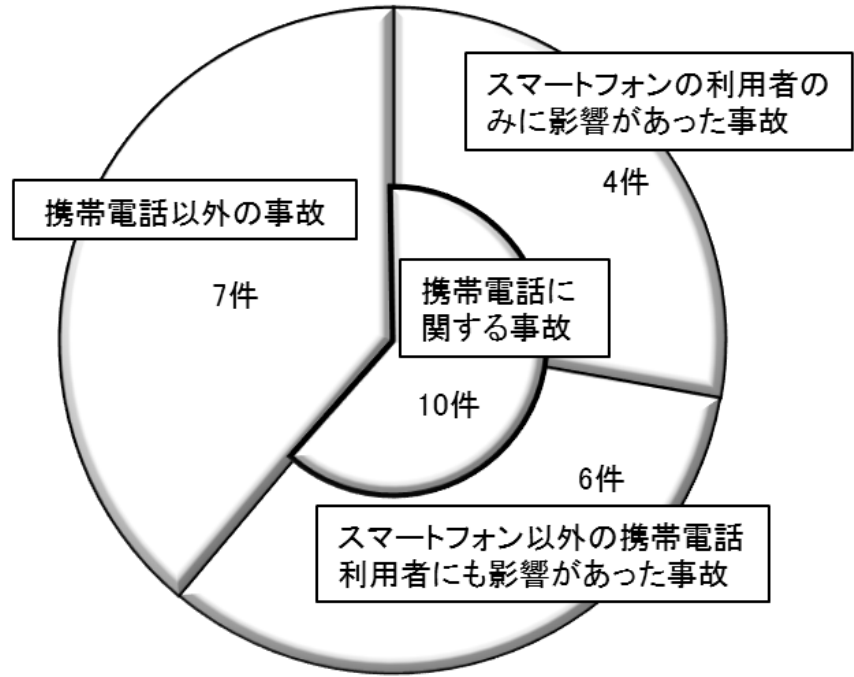 スマートフォンの利用者の
みに影響があった事故
4件
携帯電話以外の事故
7件
携帯電話に
関する事故
10件
6件
スマートフォン以外の携帯電話
利用者にも影響があった事故